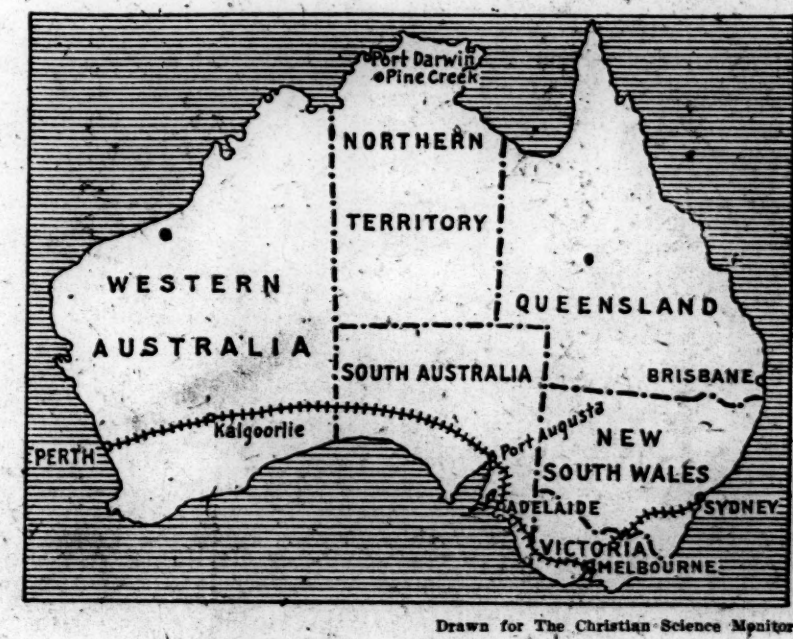 Port Darwin
Pine Creek
NORTHERN
TERRITORY
WESTERN
AUSTRALIA
QUEENSLAND
SOUTH AUSTRALIA
BRISBANE
Kalgoorlie
Port Augusta
NEW
SOUTH WALES
PERTH
ADELAIDE
SYDNEY
VICTORIA
MELBOURNE
Drawn for The Christian Science Monitor